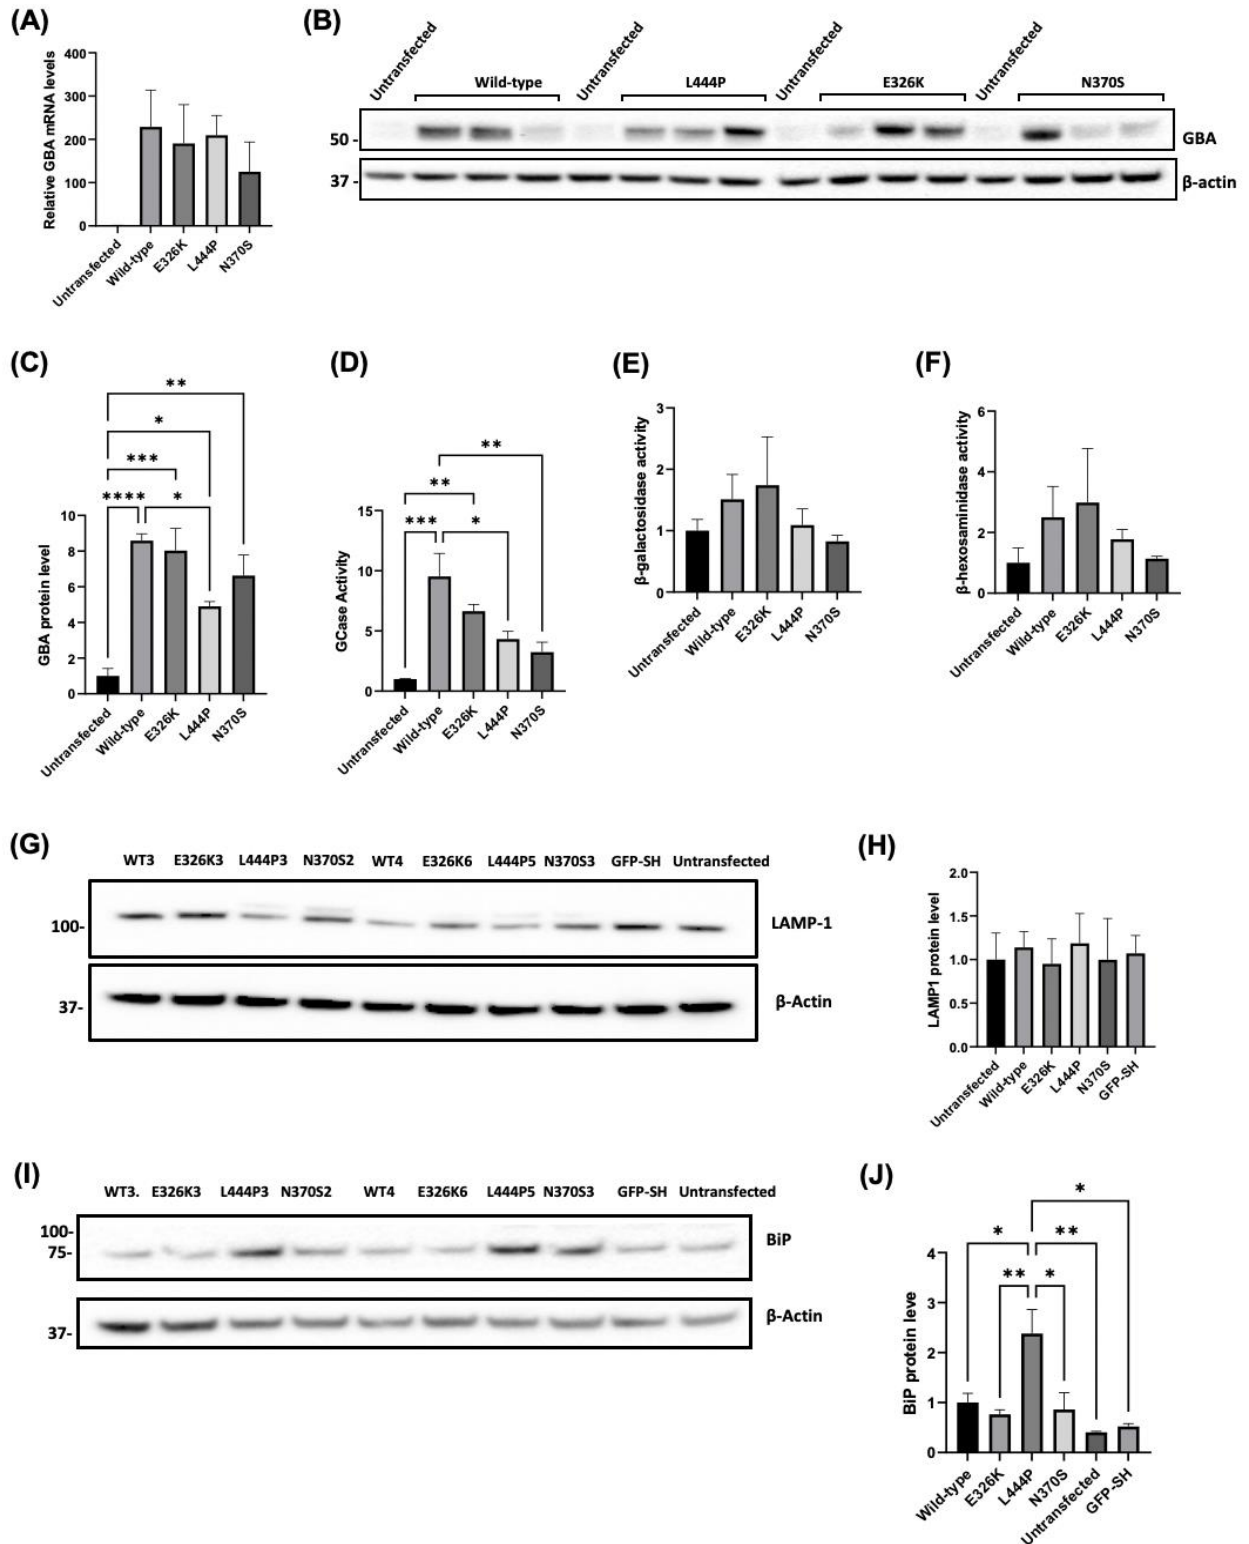 (A)
Relative GBA mRNA levels
400
300
200
100
0
Untransfected
Wild-type
E326K
L444P
N370S
(B)
Untransfected
Wild-type
Untransfected
L444P
Untransfected
E326K
Untransfected
N370S
50 -
GBA
37 -
β-actin
(C)
GBA protein level
10
8
6
4
2
0
**
*
***
**** *
Untransfected
Wild-type
E326K
L444P
N370S
(D)
GCase Activity
15
10
5
0
**
**
*** *
Untransfected
Wild-type
E326K
L444P
N370S
(E)
β-galactosidase activity
3
2
1
0
Untransfected
Wild-type
E326K
L444P
N370S
(F)
β-hexosaminidase activity
6
4
2
0
Untransfected
Wild-type
E326K
L444P
N370S
(G)
WT3 E326K3 L444P3 N370S2 WT4 E326K6 L444P5 N370S3 GFP-SH Untransfected
100-
LAMP-1
37-
β-Actin
(H)
LAMP1 protein level
2.0
1.5
1.0
0.5
0.0
Untransfected
Wild-type
E326K
L444P
N370S
GFP-SH
(I)
WT3. E326K3 L444P3 N370S2 WT4 E326K6 L444P5 N370S3 GFP-SH Untransfected
100-
75-
BiP
37-
β-Actin
(J)
BiP protein leve
4
3
2
1
0
*
* **
** *
Wild-type
E326K
L444P
N370S
Untransfected
GFP-SH